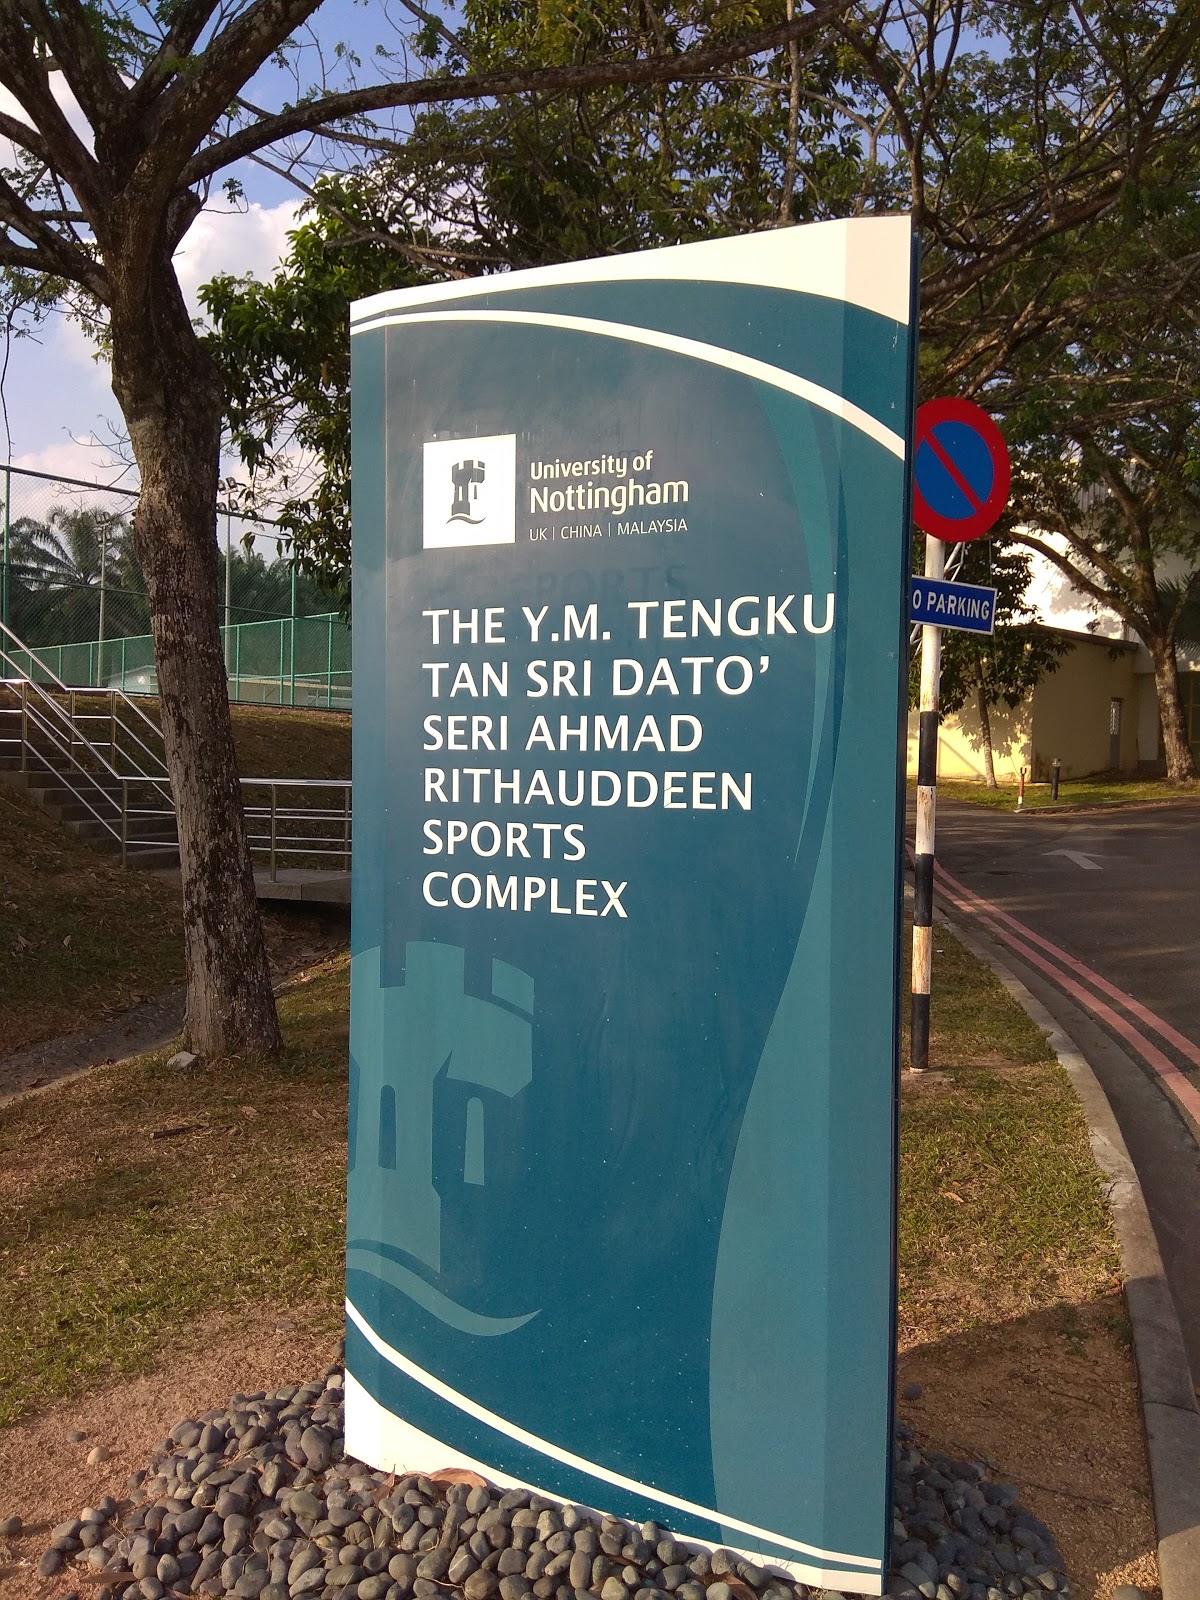 University of
Nottingham
UK | CHINA | MALAYSIA
THE Y.M. TENGKU
TAN SRI DATO’
SERI AHMAD
RITHAUDDEEN
SPORTS
COMPLEX
O PARKING